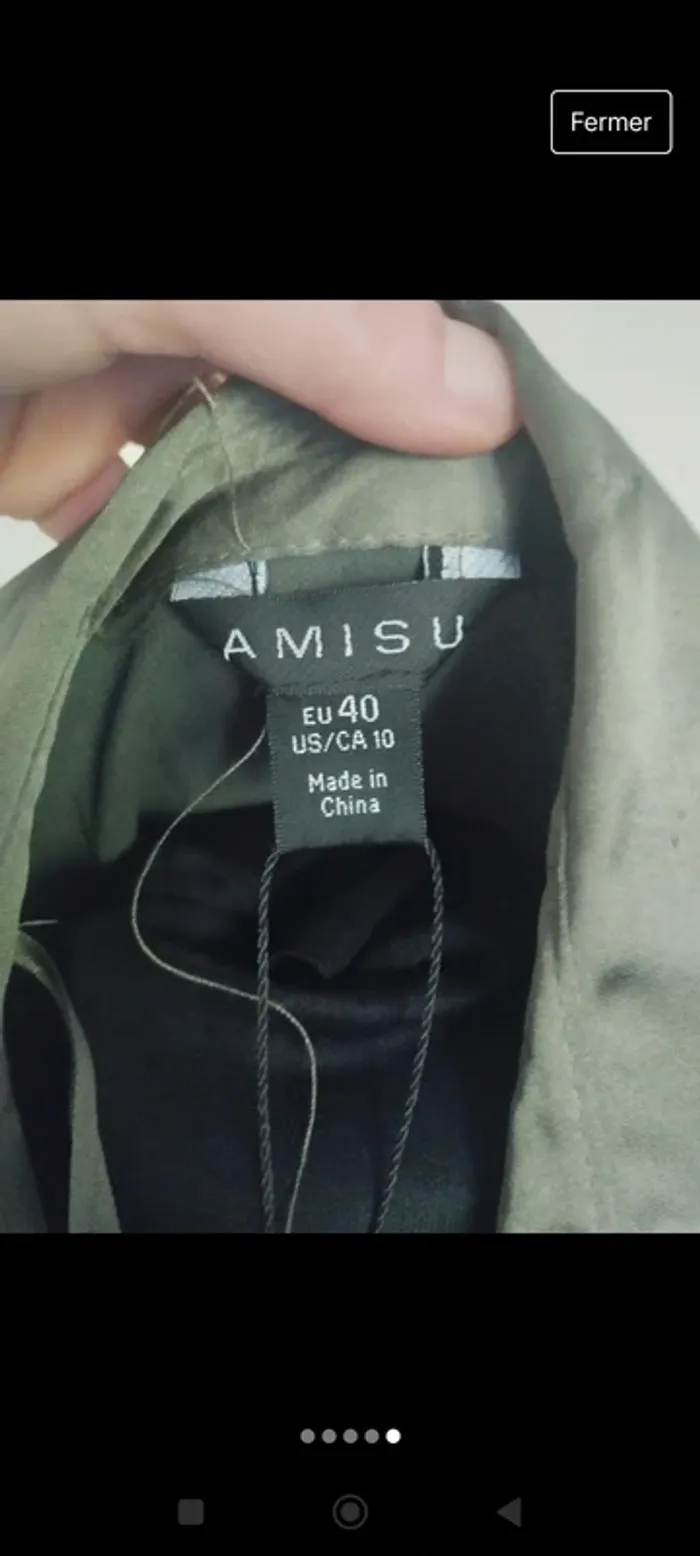 Fermer
AMISU
EU 40
US/CA 10
Made in
China